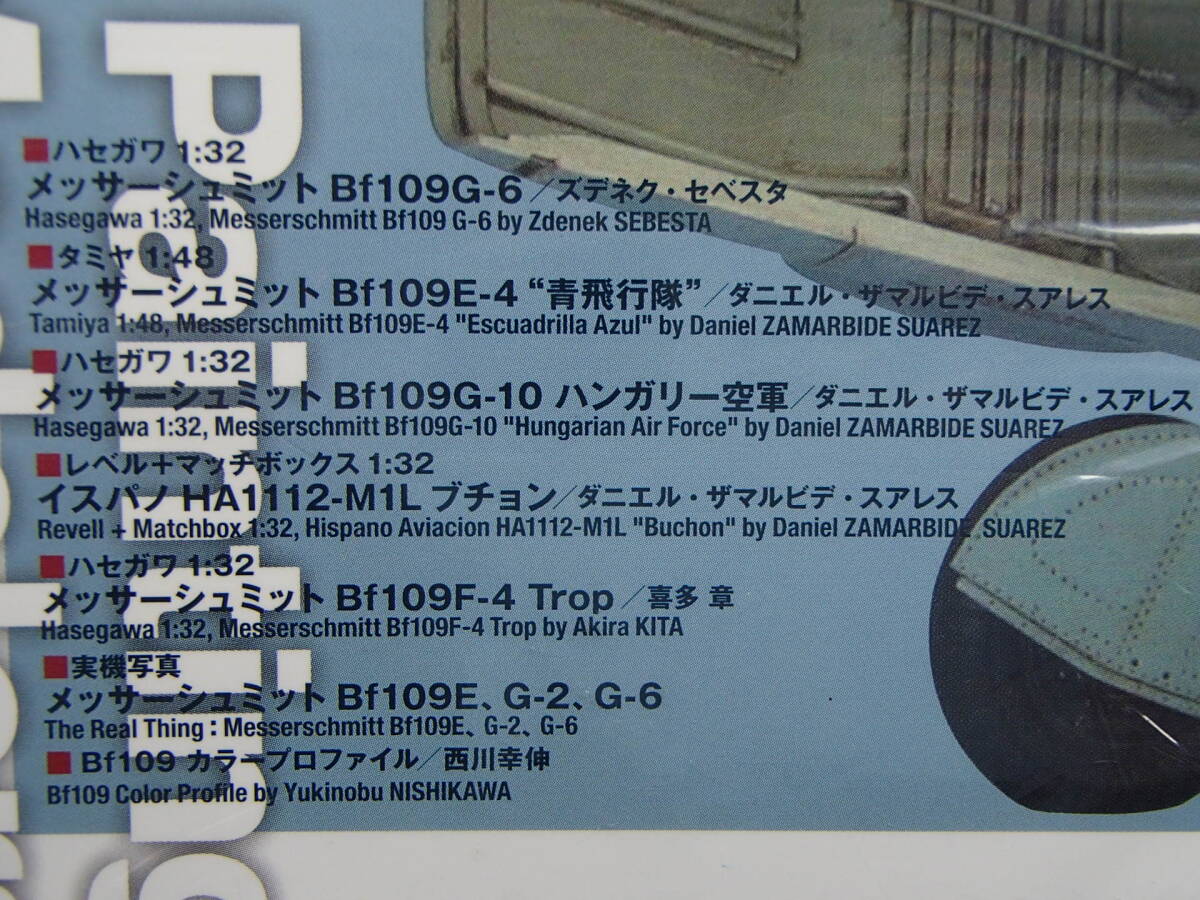 Painting
■ハセガワ 1:32
メッサーシュミット Bf109G-6／ズデネク・セベスタ
Hasegawa 1:32, Messerschmitt Bf109 G-6 by Zdenek SEBESTA
■タミヤ 1:48
メッサーシュミット Bf109E-4 “青飛行隊”／ダニエル・ザマルビデ・スアレス
Tamiya 1:48, Messerschmitt Bf109E-4 "Escuadrilla Azul" by Daniel ZAMARBIDE SUAREZ
■ハセガワ 1:32
メッサーシュミット Bf109G-10 ハンガリー空軍／ダニエル・ザマルビデ・スアレス
Hasegawa 1:32, Messerschmitt Bf109G-10 "Hungarian Air Force" by Daniel ZAMARBIDE SUAREZ
■レベル＋マッチボックス 1:32
イスパノ HA1112-M1L ブチョン／ダニエル・ザマルビデ・スアレス
Revell + Matchbox 1:32, Hispano Aviacion HA1112-M1L "Buchon" by Daniel ZAMARBIDE SUAREZ
■ハセガワ 1:32
メッサーシュミット Bf109F-4 Trop／喜多 章
Hasegawa 1:32, Messerschmitt Bf109F-4 Trop by Akira KITA
■実機写真
メッサーシュミット Bf109E、G-2、G-6
The Real Thing：Messerschmitt Bf109E、G-2、G-6
■Bf109 カラープロファイル／西川幸伸
Bf109 Color Profile by Yukinobu NISHIKAWA